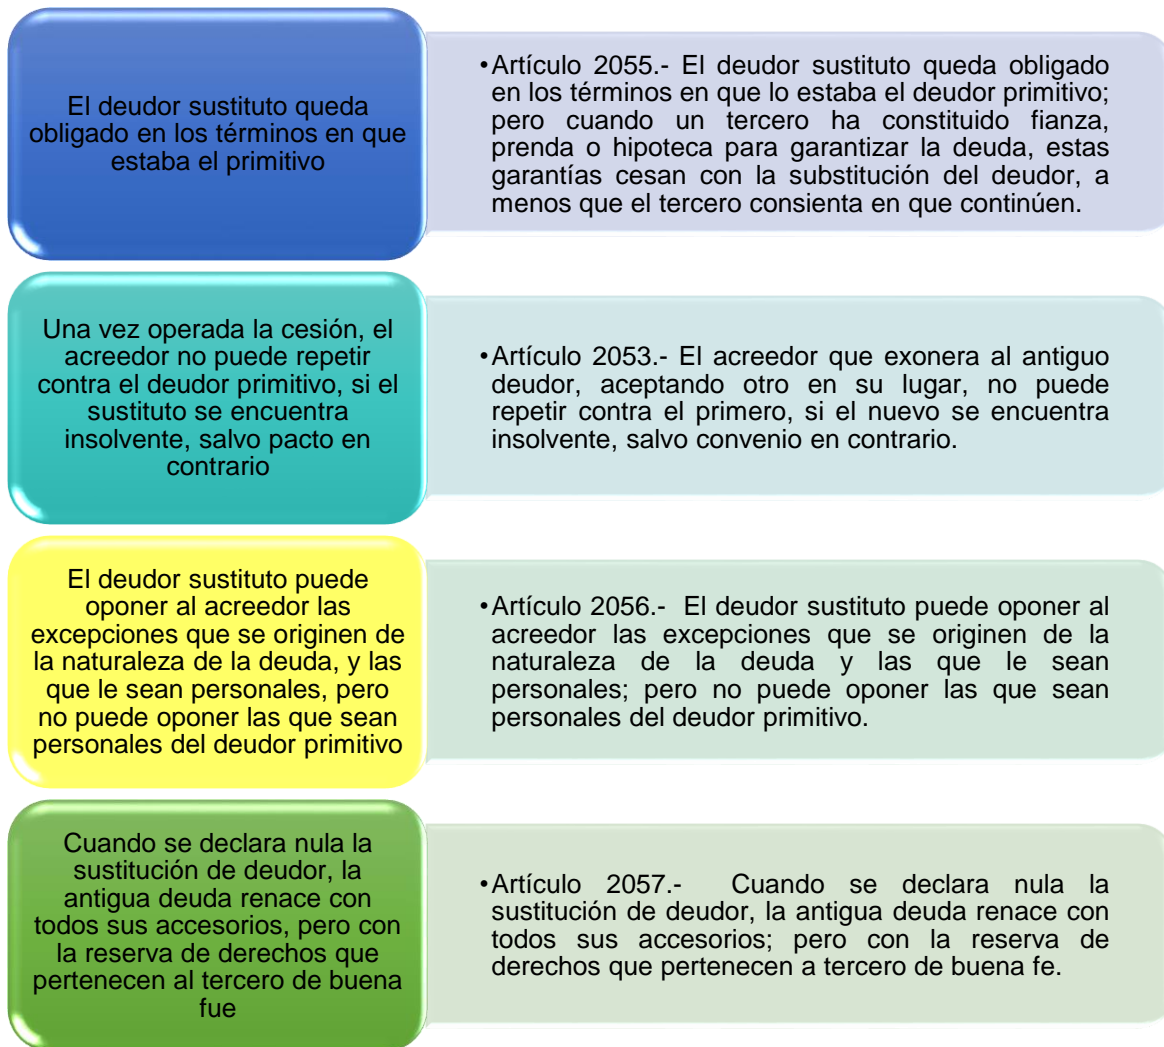 El deudor sustituto queda
obligado en los términos en que
estaba el primitivo
•Artículo 2055.- El deudor sustituto queda obligado
en los términos en que lo estaba el deudor primitivo;
pero cuando un tercero ha constituido fianza,
prenda o hipoteca para garantizar la deuda, estas
garantías cesan con la substitución del deudor, a
menos que el tercero consienta en que continúen.
Una vez operada la cesión, el
acreedor no puede repetir
contra el deudor primitivo, si el
sustituto se encuentra
insolvente, salvo pacto en
contrario
•Artículo 2053.- El acreedor que exonera al antiguo
deudor, aceptando otro en su lugar, no puede
repetir contra el primero, si el nuevo se encuentra
insolvente, salvo convenio en contrario.
El deudor sustituto puede
oponer al acreedor las
excepciones que se originen de
la naturaleza de la deuda, y las
que le sean personales, pero
no puede oponer las que sean
personales del deudor primitivo
•Artículo 2056.- El deudor sustituto puede oponer al
acreedor las excepciones que se originen de la
naturaleza de la deuda y las que le sean
personales; pero no puede oponer las que sean
personales del deudor primitivo.
Cuando se declara nula la
sustitución de deudor, la
antigua deuda renace con
todos sus accesorios, pero con
la reserva de derechos que
pertenecen al tercero de buena
fue
•Artículo 2057.- Cuando se declara nula la
sustitución de deudor, la antigua deuda renace con
todos sus accesorios; pero con la reserva de
derechos que pertenecen a tercero de buena fe.